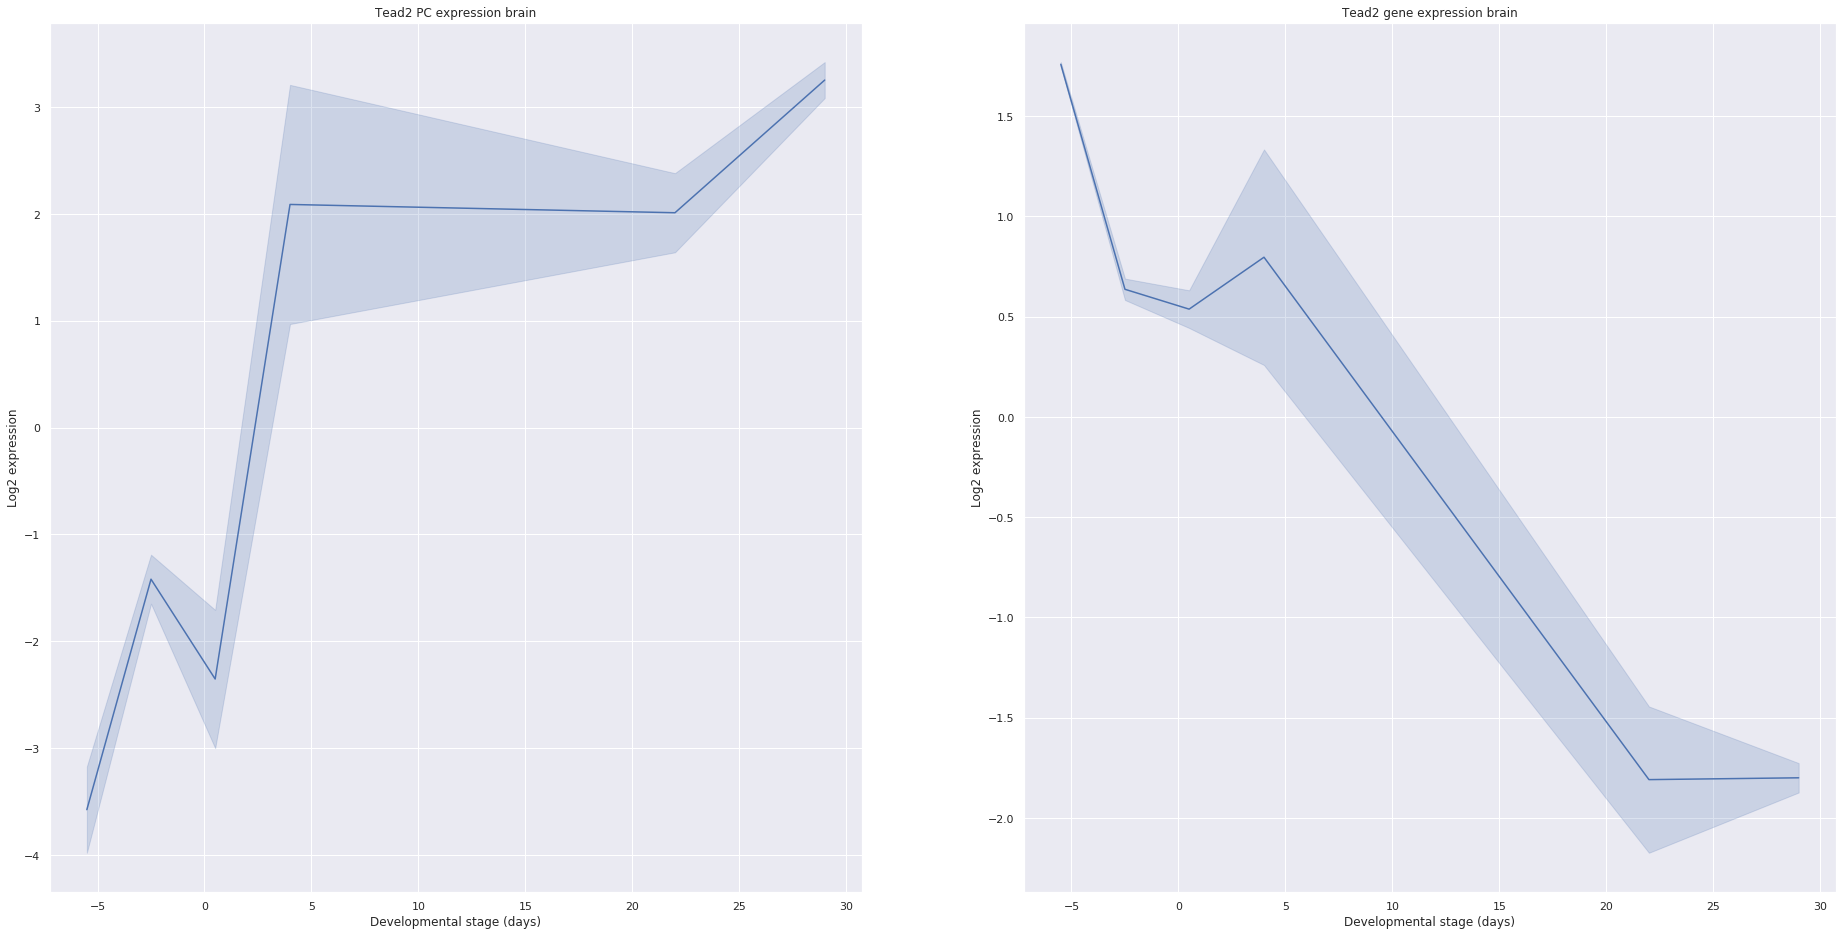 Tead2 PC expression brain
Log2 expression
3
2
1
0
−1
−2
−3
−4
−5 0 5 10 15 20 25 30
Developmental stage (days)
Tead2 gene expression brain
Log2 expression
1.5
1.0
0.5
0.0
−0.5
−1.0
−1.5
−2.0
−5 0 5 10 15 20 25 30
Developmental stage (days)